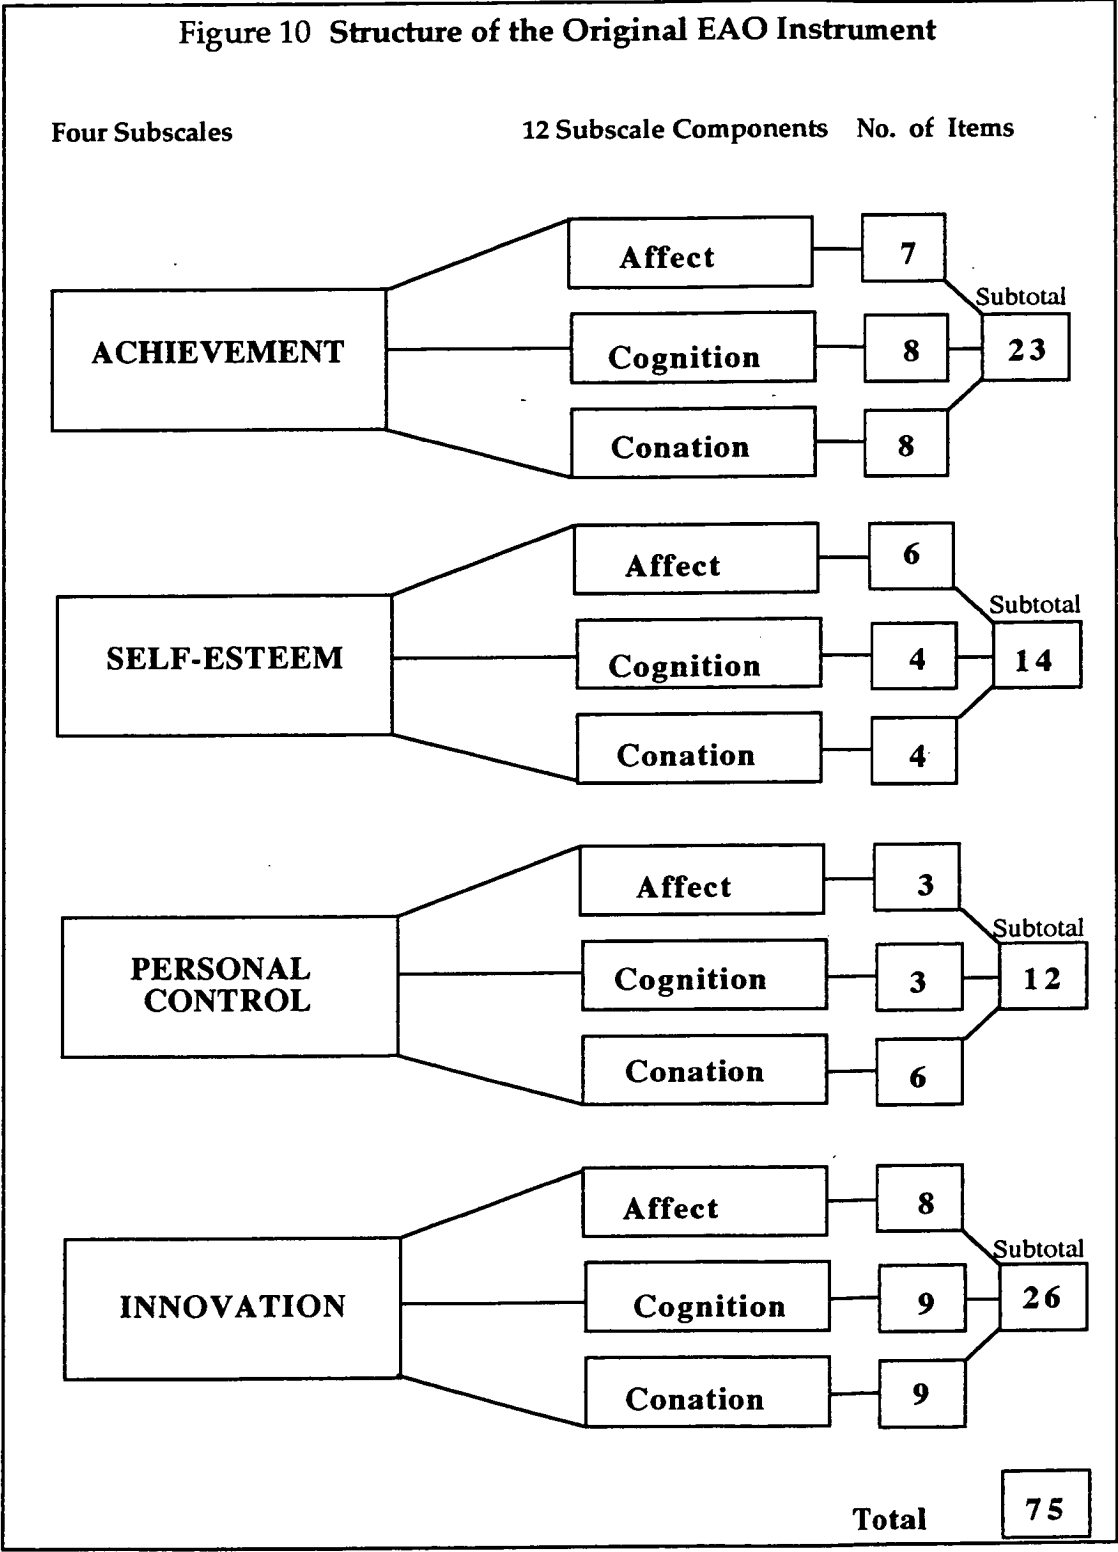 Figure 10 Structure of the Original EAO Instrument
Four Subscales 12 Subscale Components No. of Items
Affect 7
Subtotal
ACHIEVEMENT Cognition 8 23
Conation 8
Affect 6
Subtotal
SELF-ESTEEM Cognition 4 14
Conation 4
Affect 3
Subtotal
PERSONAL
CONTROL Cognition 3 12
Conation 6
Affect 8
Subtotal
INNOVATION Cognition 9 26
Conation 9
Total 75